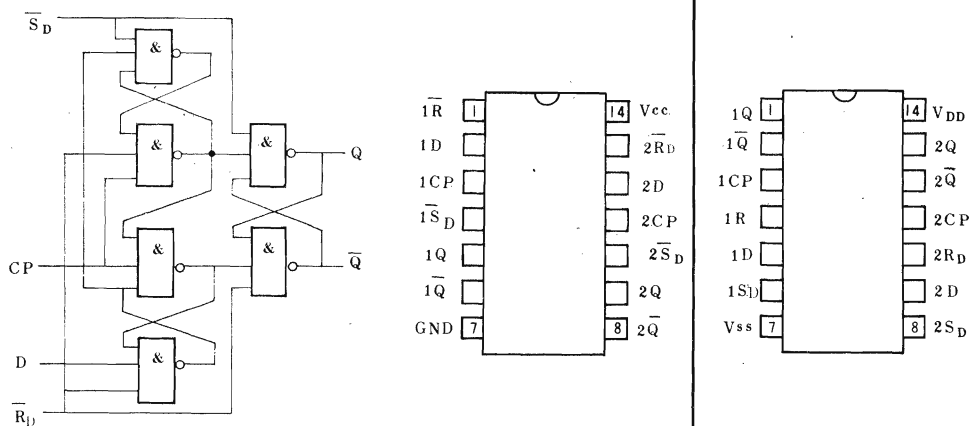 S̅D
&
&
&
Q
&
&
CP
Q̅
&
D
R̅D
1R̅ 1 14 Vcc
1D 2R̅D
1CP 2D
1S̅D 2CP
1Q 2S̅D
1Q̅ 2Q
GND 7 8 2Q̅
1Q 1 14 VDD
1Q̅ 2Q
1CP 2Q̅
1R 2CP
1D 2RD
1SD 2D
Vss 7 8 2SD